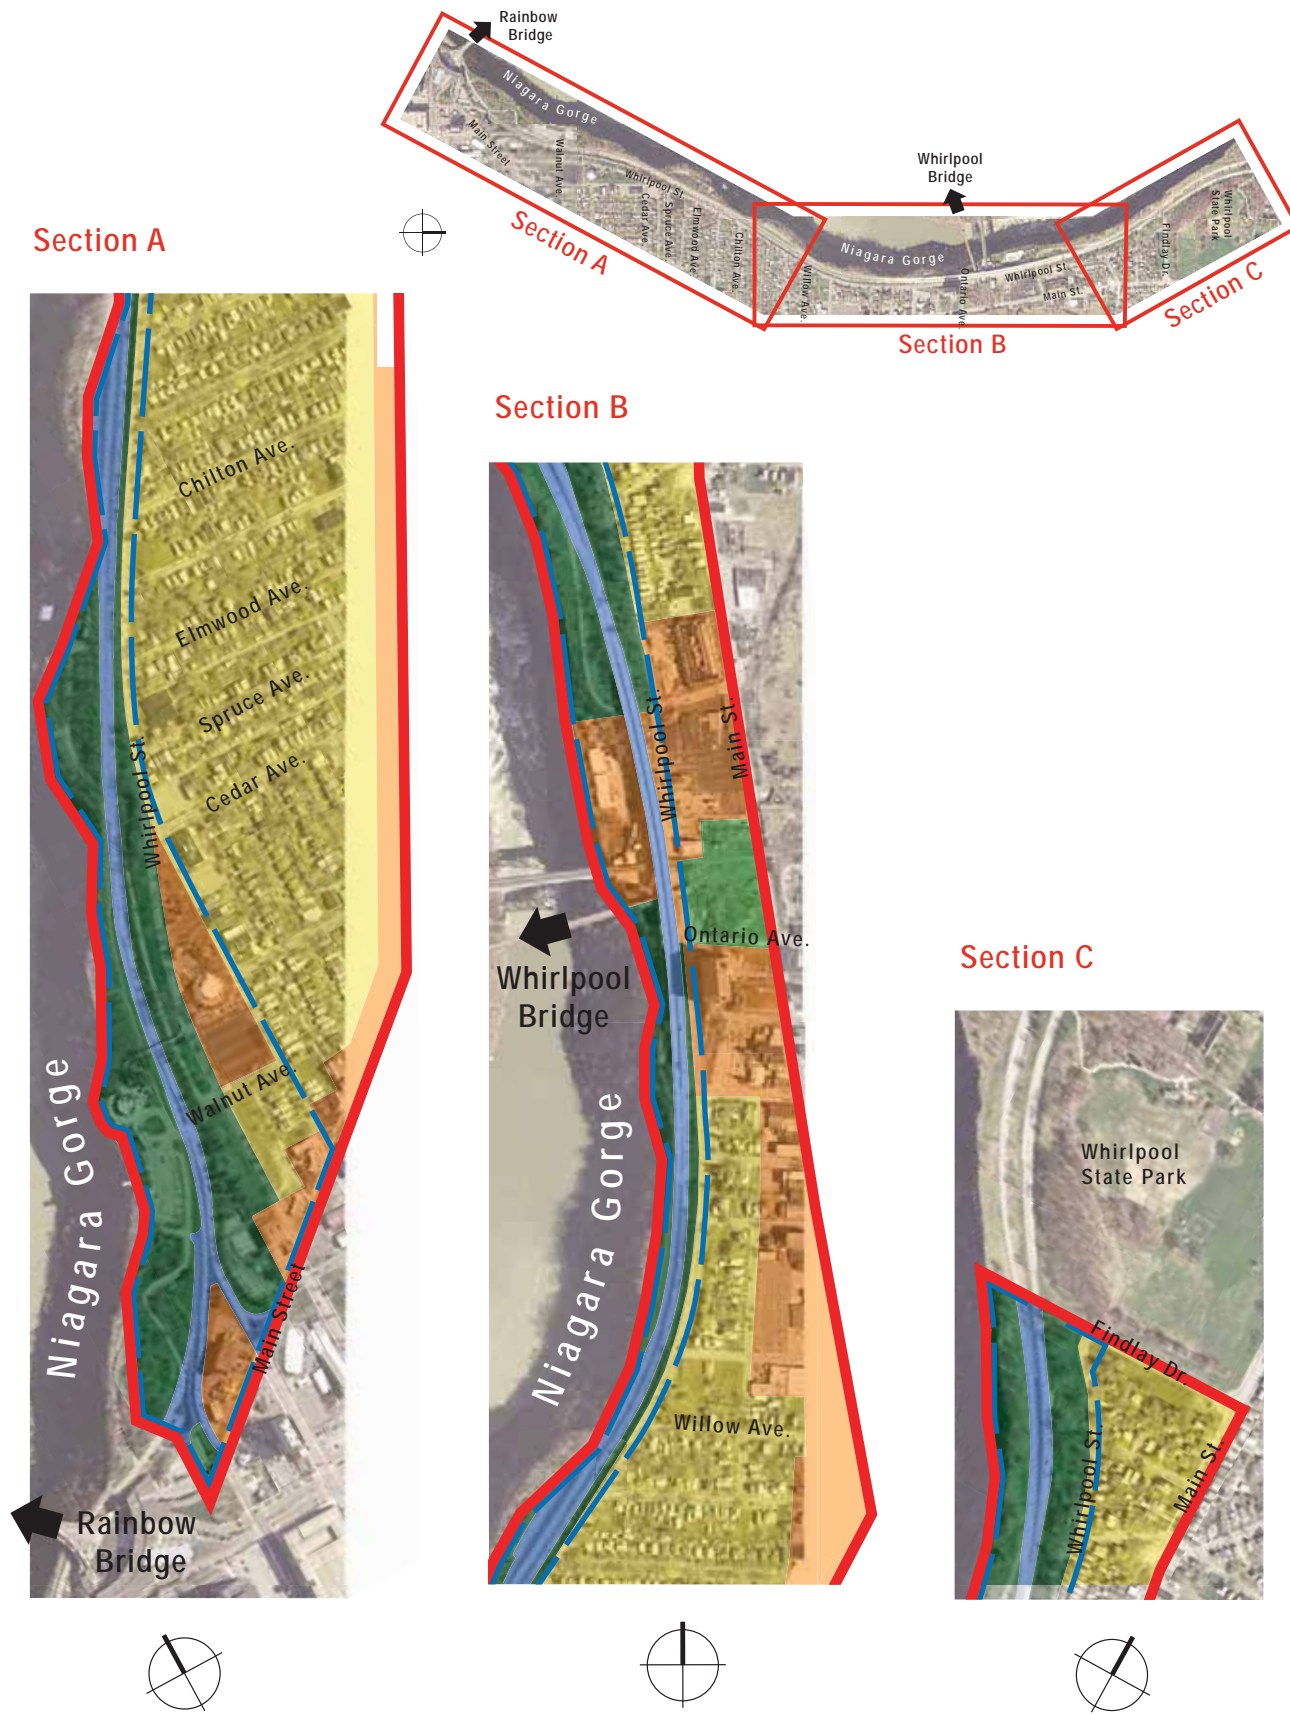 Rainbow
Bridge
Niagara Gorge
Main Street
Walnut Ave.
Whirlpool St.
Cedar Ave.
Spruce Ave.
Elmwood Ave.
Chilton Ave.
Section A
Whirlpool
Bridge
Niagara Gorge
Willow Ave.
Ontario Ave.
Whirlpool St.
Main St.
Section B
Findlay Dr.
Whirlpool
State Park
Section C
Section A
Chilton Ave.
Elmwood Ave.
Spruce Ave.
Cedar Ave.
Whirlpool St.
Walnut Ave.
Niagara Gorge
Main Street
Rainbow
Bridge
Section B
Whirlpool St.
Main St.
Ontario Ave.
Whirlpool
Bridge
Niagara Gorge
Willow Ave.
Section C
Whirlpool
State Park
Findlay Dr.
Whirlpool St.
Main St.